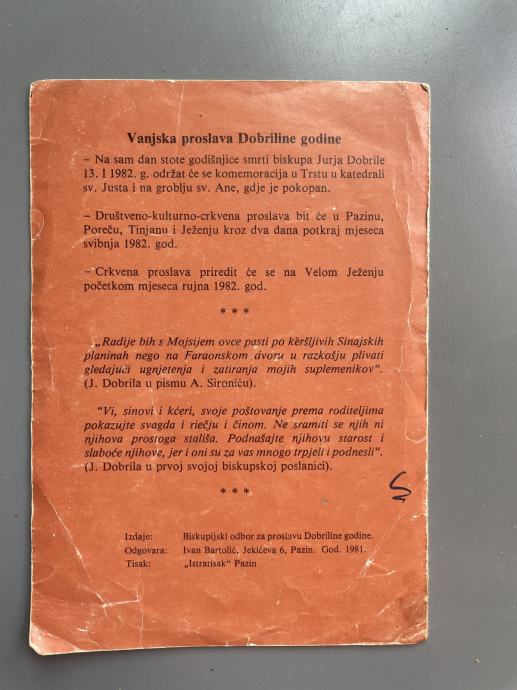 Vanjska proslava Dobriline godine
– Na sam dan stote godišnjice smrti biskupa Jurja Dobrile
13. I 1982. g. održat će se komemoracija u Trstu u katedrali
sv. Justa i na groblju sv. Ane, gdje je pokopan.
– Društveno-kulturno-crkvena proslava bit će u Pazinu,
Poreču, Tinjanu i Ježenju kroz dva dana potkraj mjeseca
svibnja 1982. god.
– Crkvena proslava priredit će se na Velom Ježenju
početkom mjeseca rujna 1982. god.
* * *
„Radije bih s Mojsijem ovce pasti po kèršljivih Sinajskih
planinah nego na Faraonskom dvoru u razkošju plivati
gledajući ugnjetenja i zatiranja mojih suplemenikov“.
(J. Dobrila u pismu A. Sironiću).
“Vi, sinovi i kćeri, svoje poštovanje prema roditeljima
pokazujte svagda i riečju i činom. Ne sramiti se njih ni
njihova prostoga stališa. Podnašajte njihovu starost i
slaboće njihove, jer i oni su za vas mnogo trpjeli i podnesli“.
(J. Dobrila u prvoj svojoj biskupskoj poslanici).
* * *
Izdaje: Biskupijski odbor za proslavu Dobriline godine.
Odgovara: Ivan Bartolić, Jekićeva 6, Pazin. God. 1981.
Tisak: „Istratisak“ Pazin